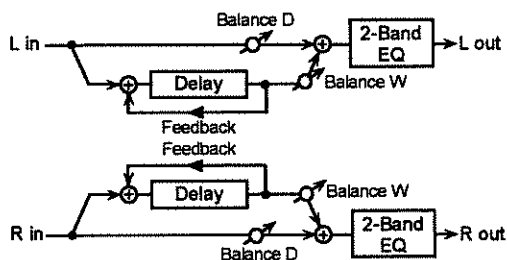 Balance D
L in
2-Band
EQ
L out
Delay
Balance W
Feedback
Feedback
Delay
Balance W
R in
2-Band
EQ
R out
Balance D